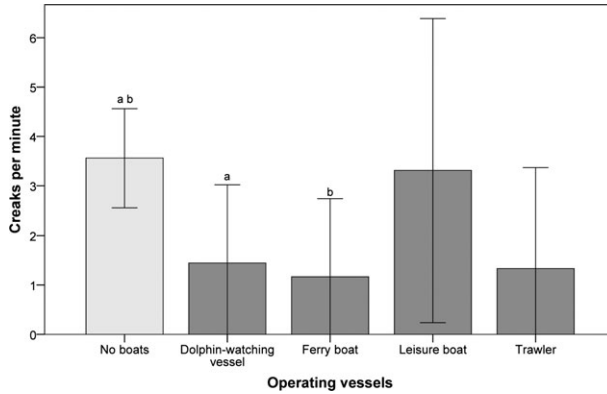 Creaks per minute
6
5
4
3
2
1
0
a b
a
b
No boats
Dolphin-watching
vessel
Ferry boat
Leisure boat
Trawler
Operating vessels